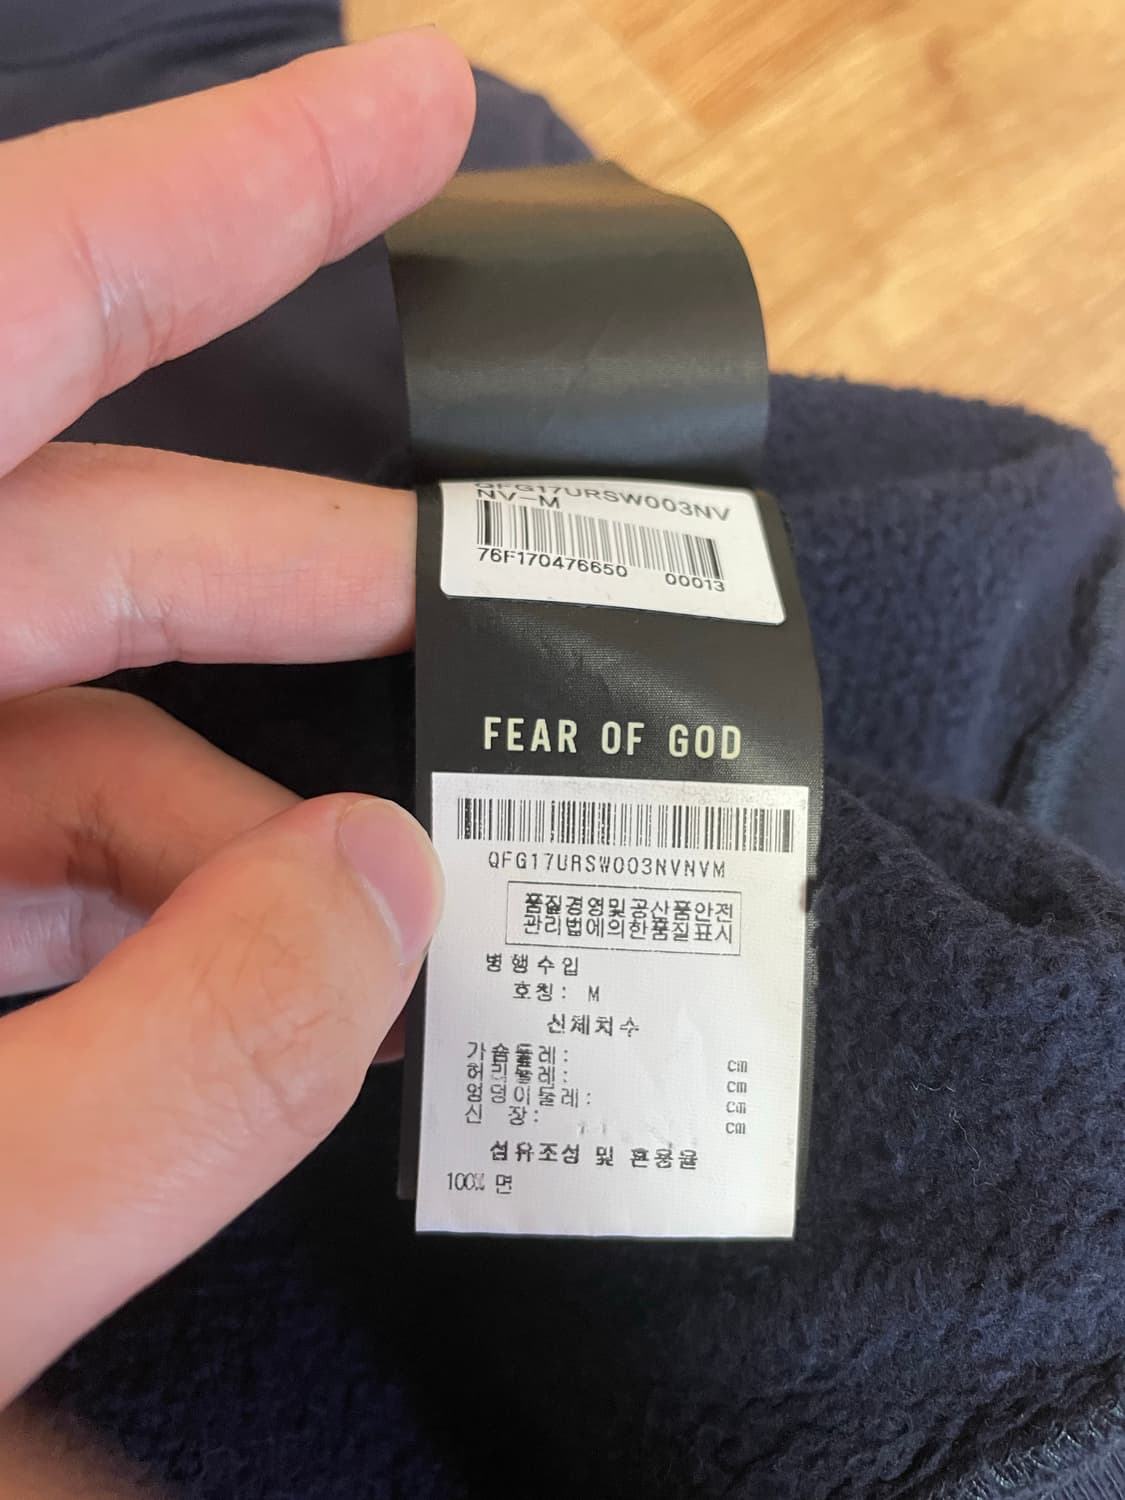 QFG17URSW003NV
NV-M
76F170476650 00013
FEAR OF GOD
QFG17URSW003NVNVM
품질경영및공산품안전
관리법에의한품질표시
병행수입
호칭: M
신체치수
가슴둘레: cm
허리둘레: cm
엉덩이둘레: cm
신 장: cm
섬유조성 및 혼용율
100% 면